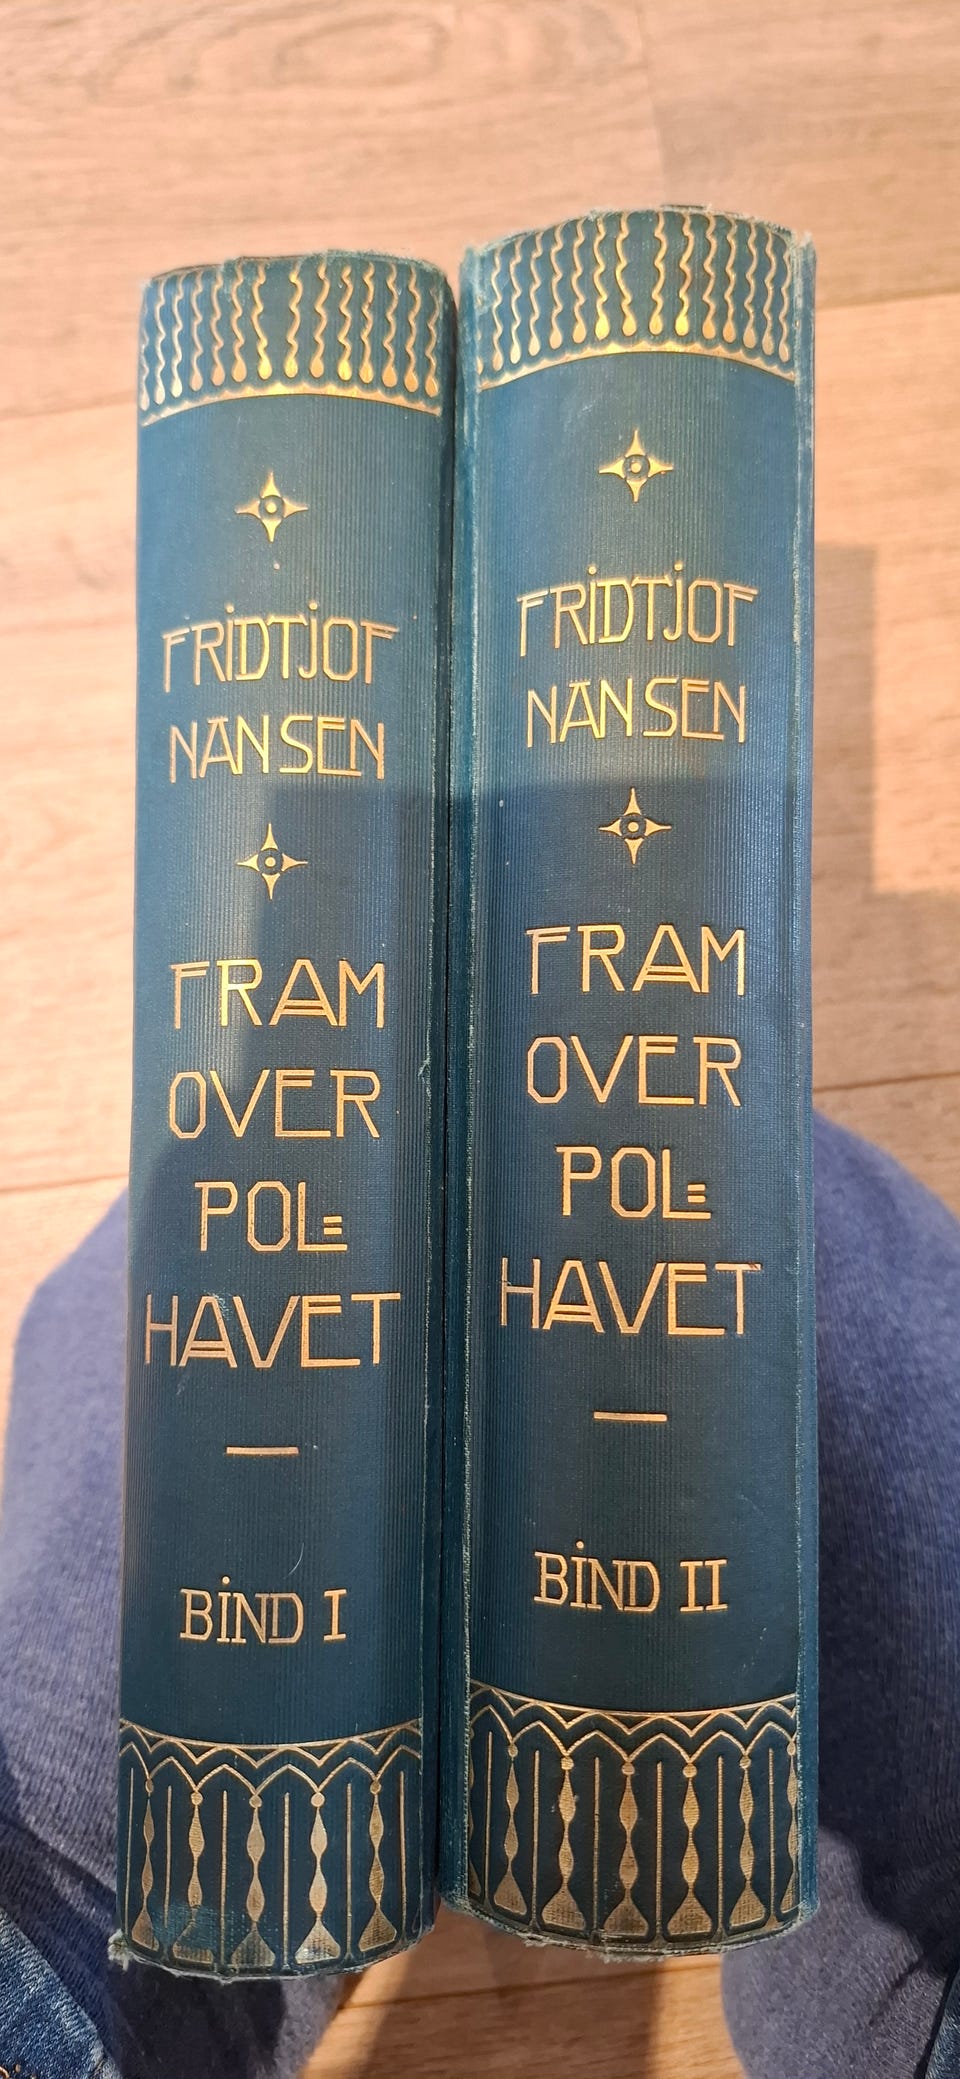 FRIDTJOF
NANSEN
FRAM
OVER
POL=
HAVET
BIND I
FRIDTJOF
NANSEN
FRAM
OVER
POL=
HAVET
BIND II